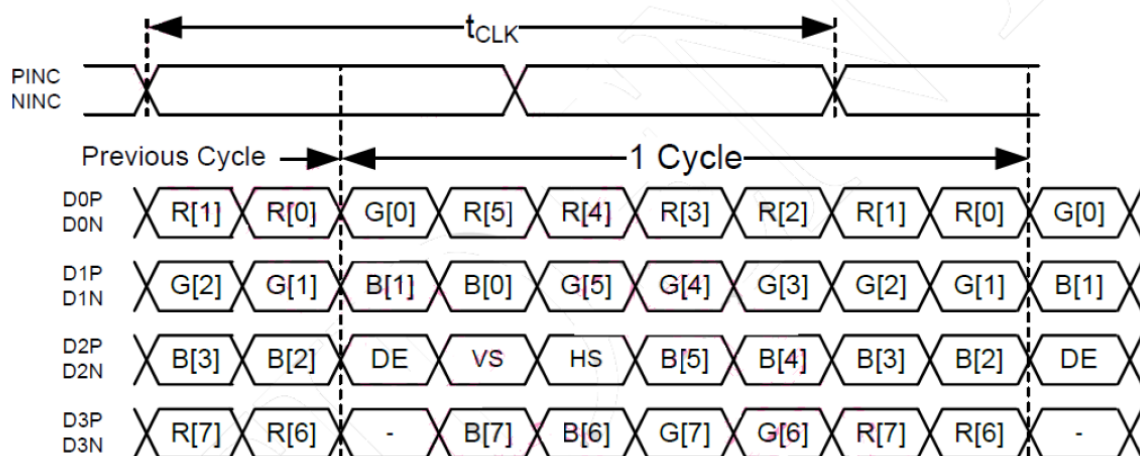 tCLK
PINC
NINC
Previous Cycle
1 Cycle
D0P
D0N
R[1] R[0] G[0] R[5] R[4] R[3] R[2] R[1] R[0] G[0]
D1P
D1N
G[2] G[1] B[1] B[0] G[5] G[4] G[3] G[2] G[1] B[1]
D2P
D2N
B[3] B[2] DE VS HS B[5] B[4] B[3] B[2] DE
D3P
D3N
R[7] R[6] - B[7] B[6] G[7] G[6] R[7] R[6] -